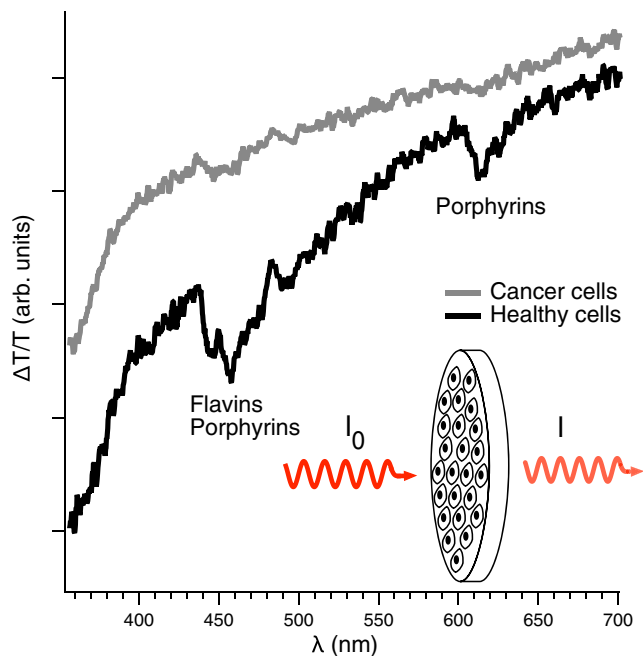 ΔT/T (arb. units)
Porphyrins
Cancer cells
Healthy cells
Flavins
Porphyrins
I0
I
400
450
500
550
600
650
700
λ (nm)